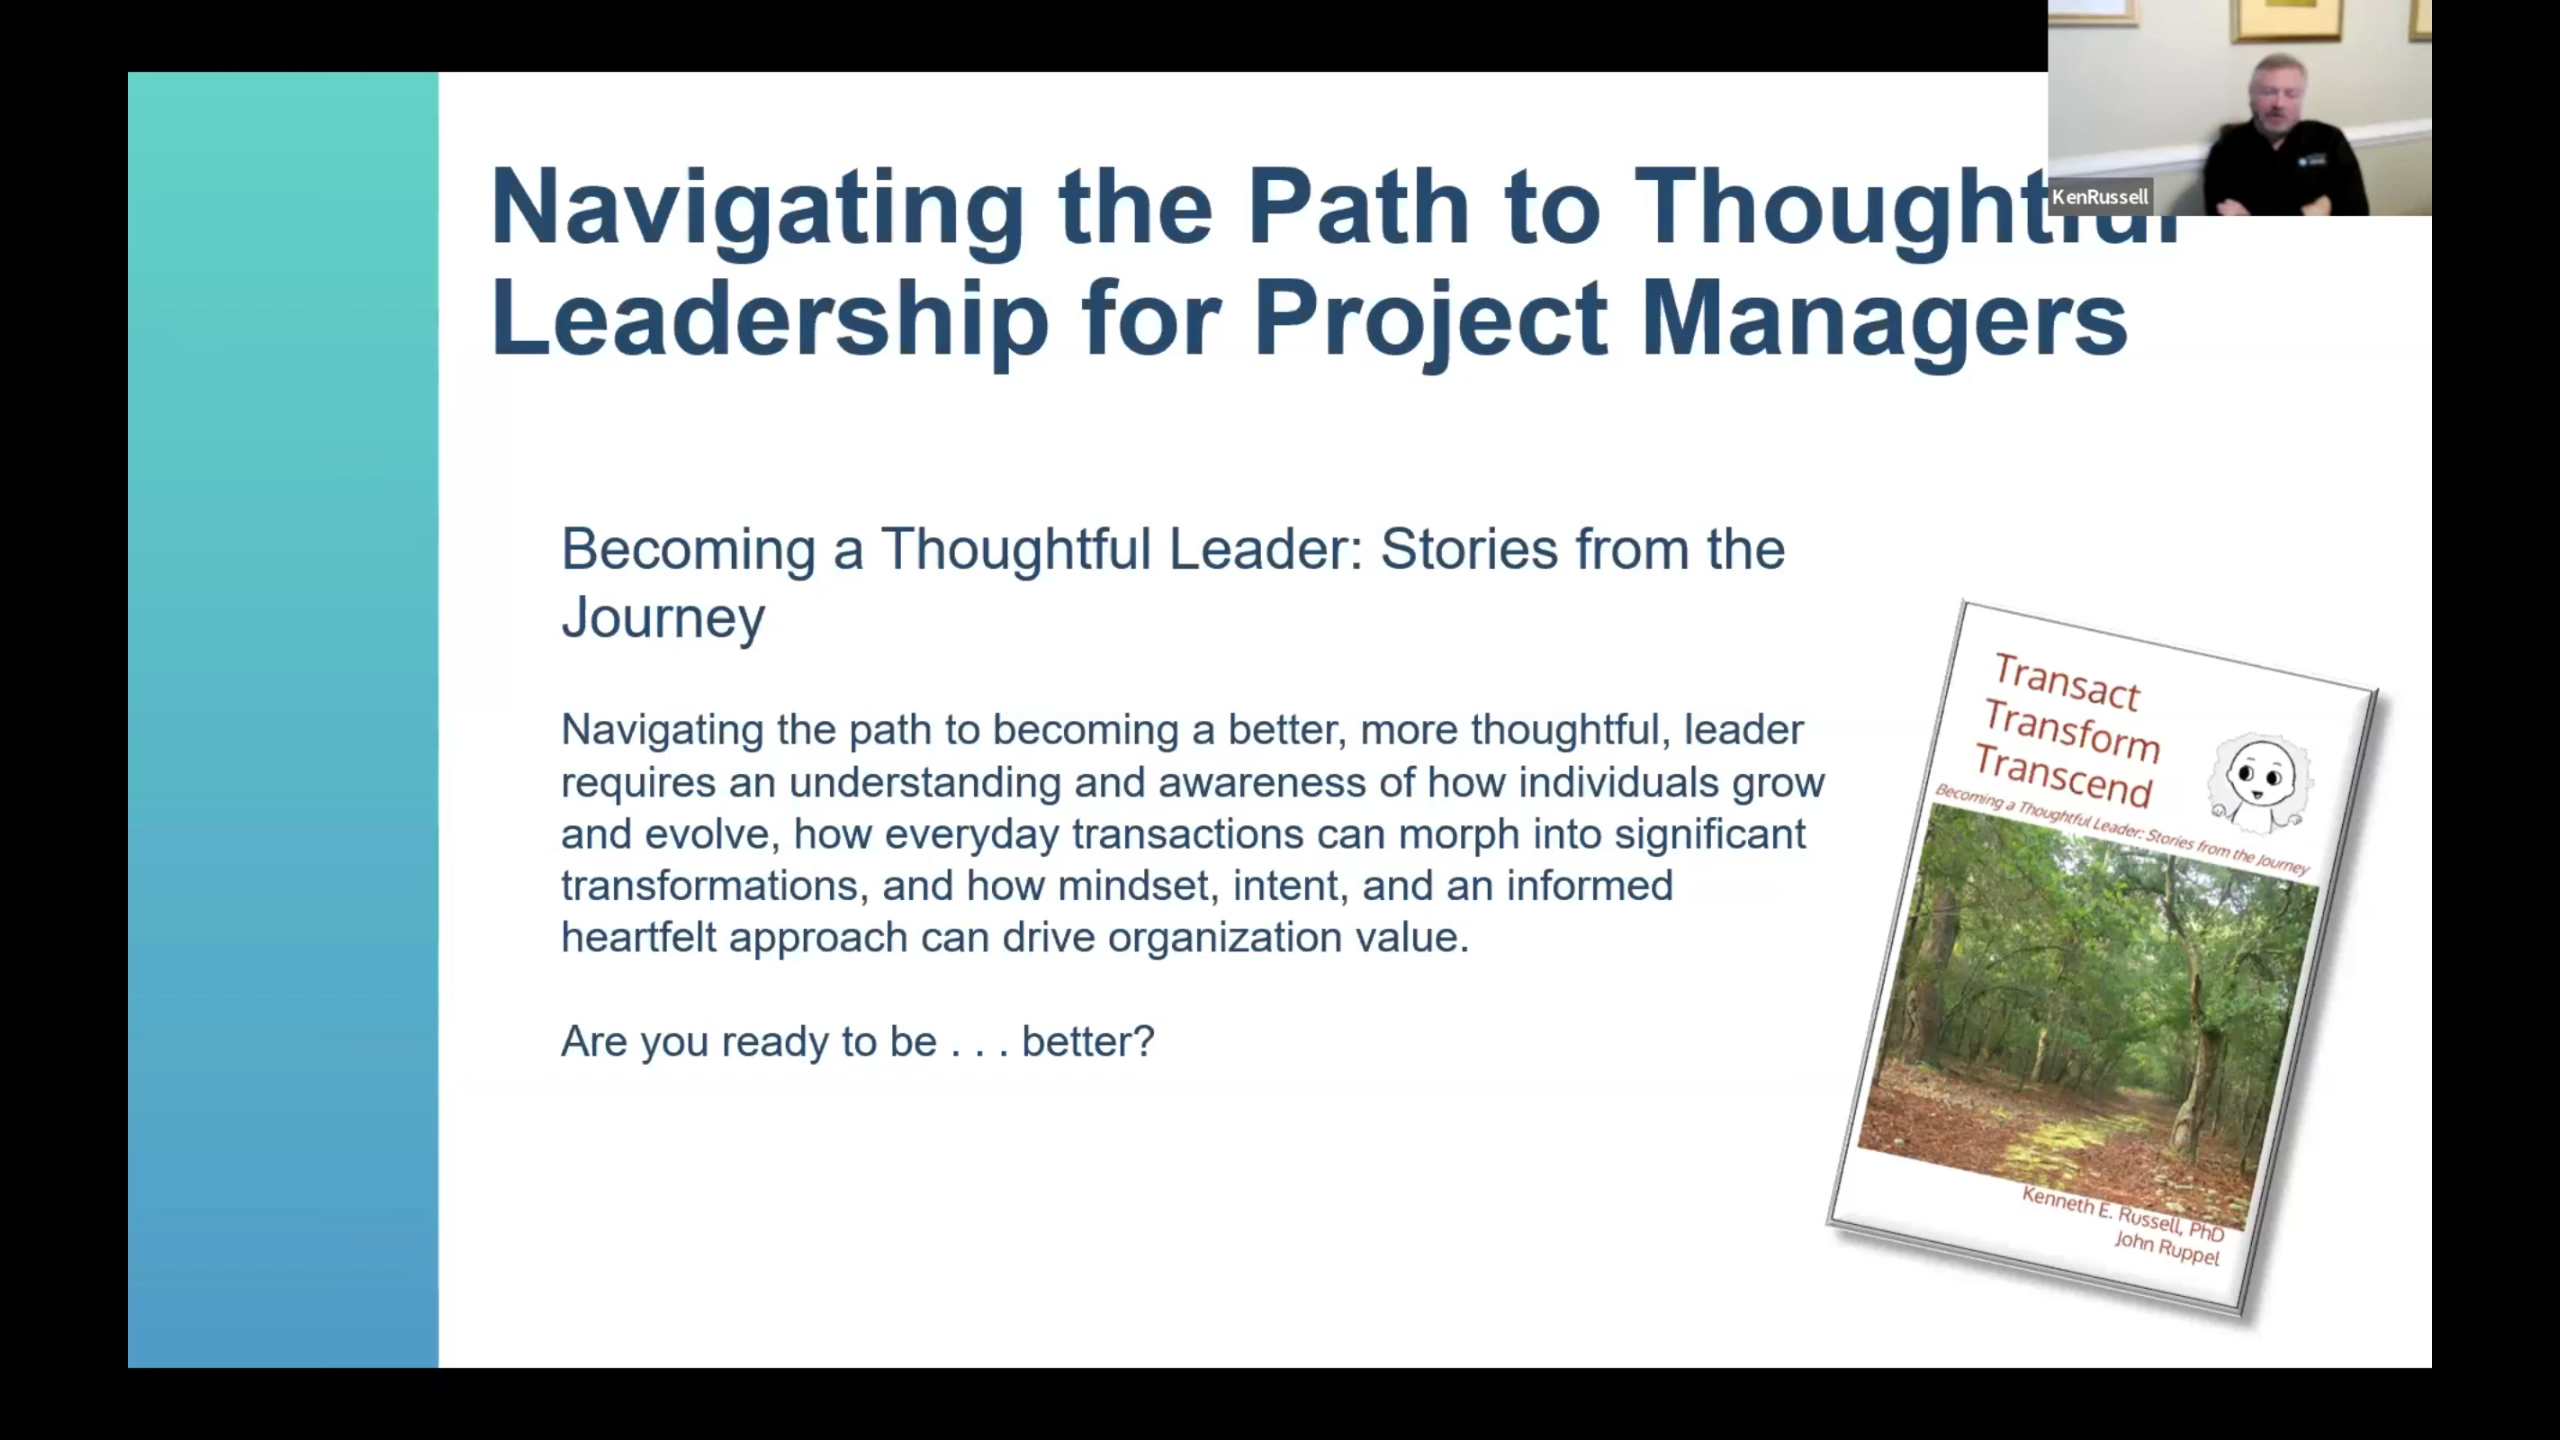 Navigating the Path to Thoughtful
Leadership for Project Managers
KenRussell
Becoming a Thoughtful Leader: Stories from the
Journey
Navigating the path to becoming a better, more thoughtful, leader
requires an understanding and awareness of how individuals grow
and evolve, how everyday transactions can morph into significant
transformations, and how mindset, intent, and an informed
heartfelt approach can drive organization value.
Are you ready to be . . . better?
Transact
Transform
Transcend
Becoming a Thoughtful Leader: Stories from the Journey
Kenneth E. Russell, PhD
John Ruppel